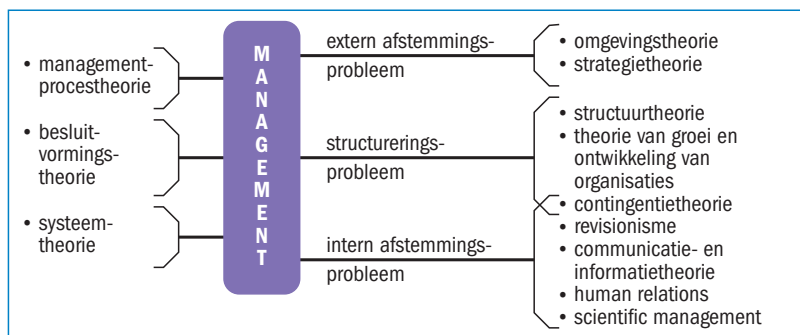 • management-
procestheorie
• besluit-
vormings-
theorie
• systeem-
theorie
MANAGEMENT
extern afstemmings-
probleem
structurerings-
probleem
intern afstemmings-
probleem
• omgevingstheorie
• strategietheorie
• structuurtheorie
• theorie van groei en
ontwikkeling van
organisaties
• contingentietheorie
• revisionisme
• communicatie- en
informatietheorie
• human relations
• scientific management